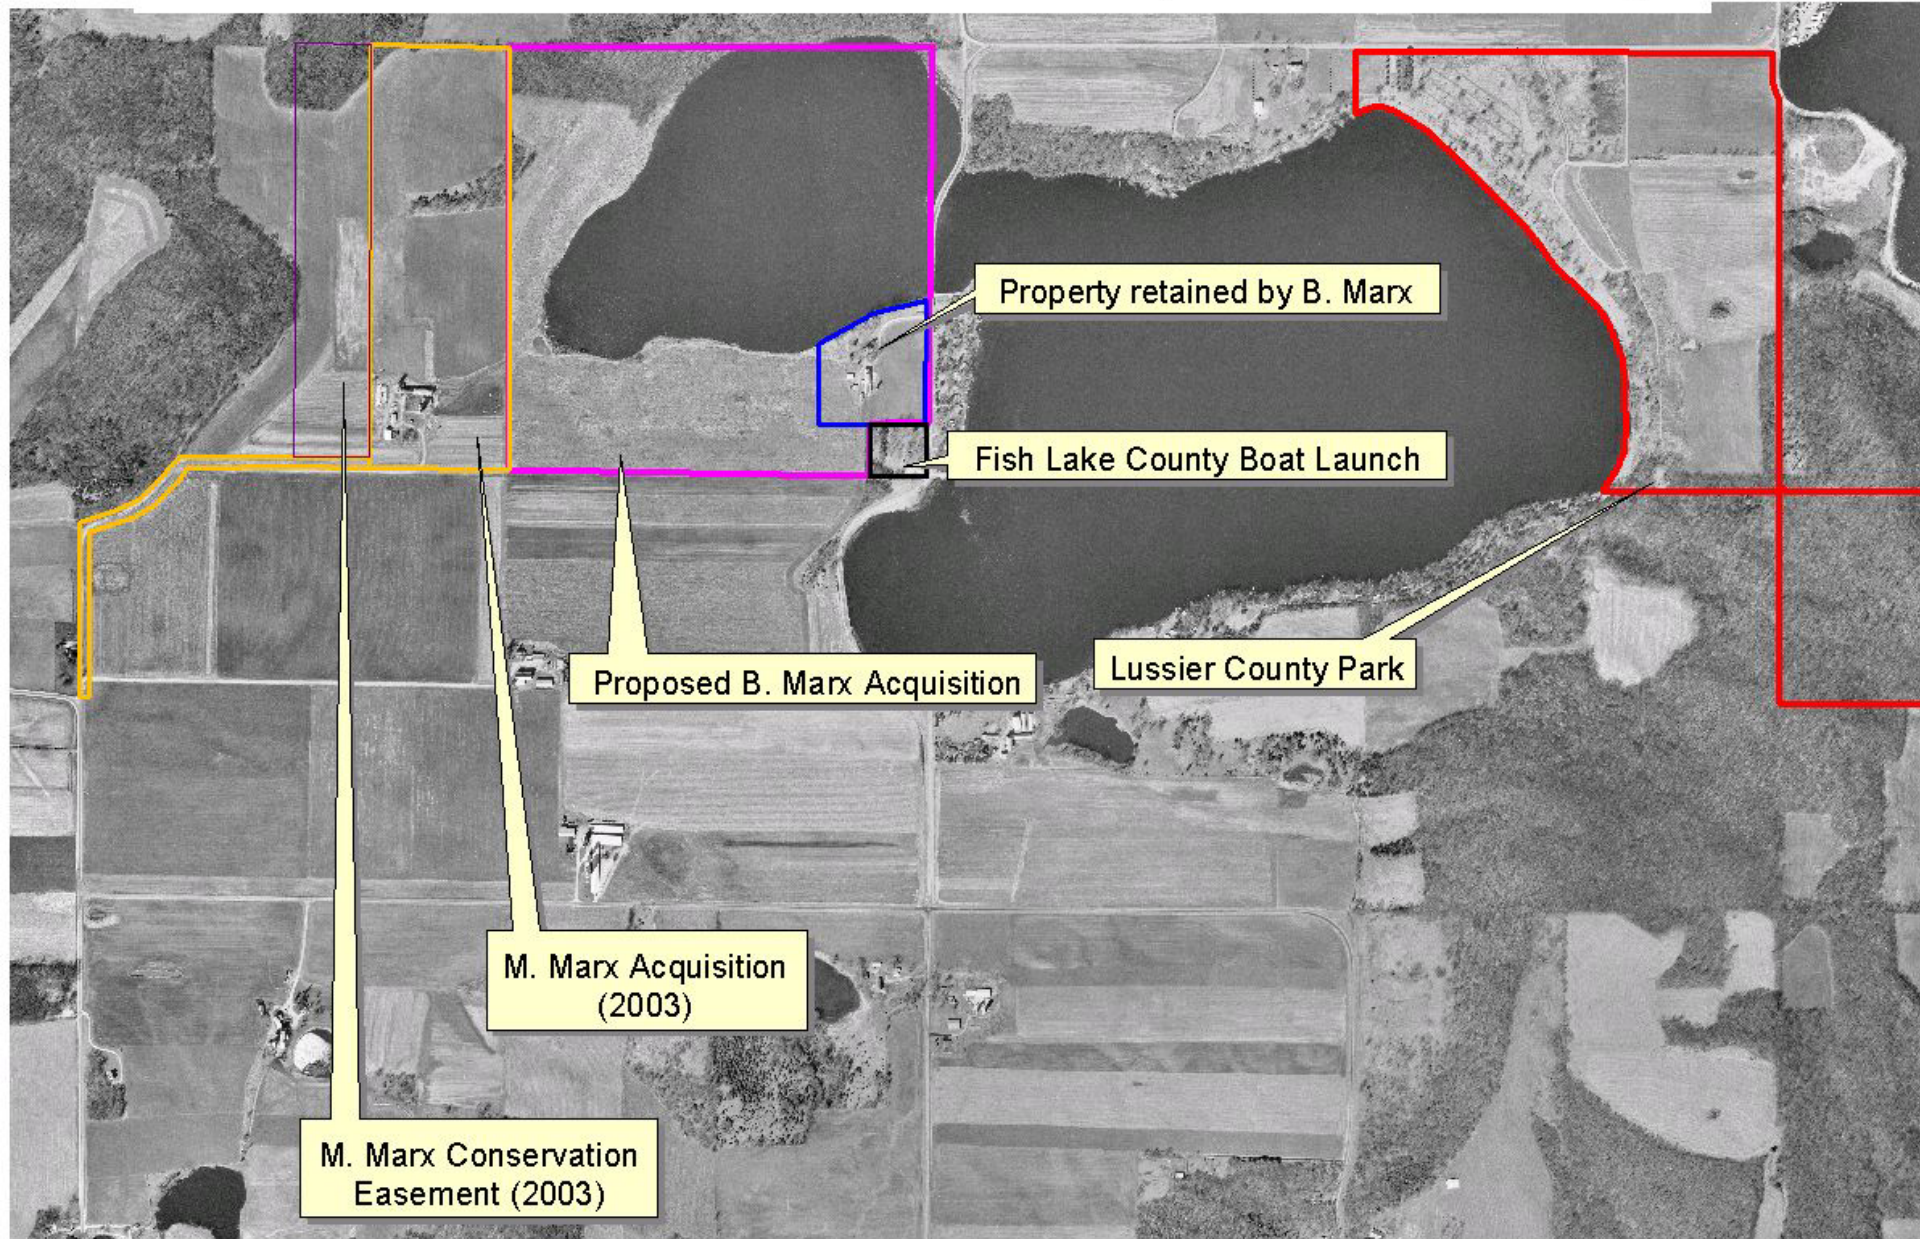 Property retained by B. Marx
Fish Lake County Boat Launch
Proposed B. Marx Acquisition
Lussier County Park
M. Marx Acquisition
(2003)
M. Marx Conservation
Easement (2003)